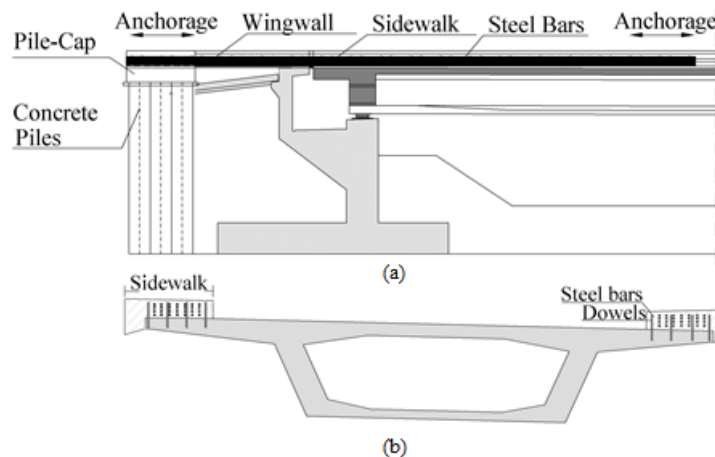 Anchorage Wingwall Sidewalk Steel Bars Anchorage
Pile-Cap
Concrete
Piles
(a)
Sidewalk
Steel bars
Dowels
(b)